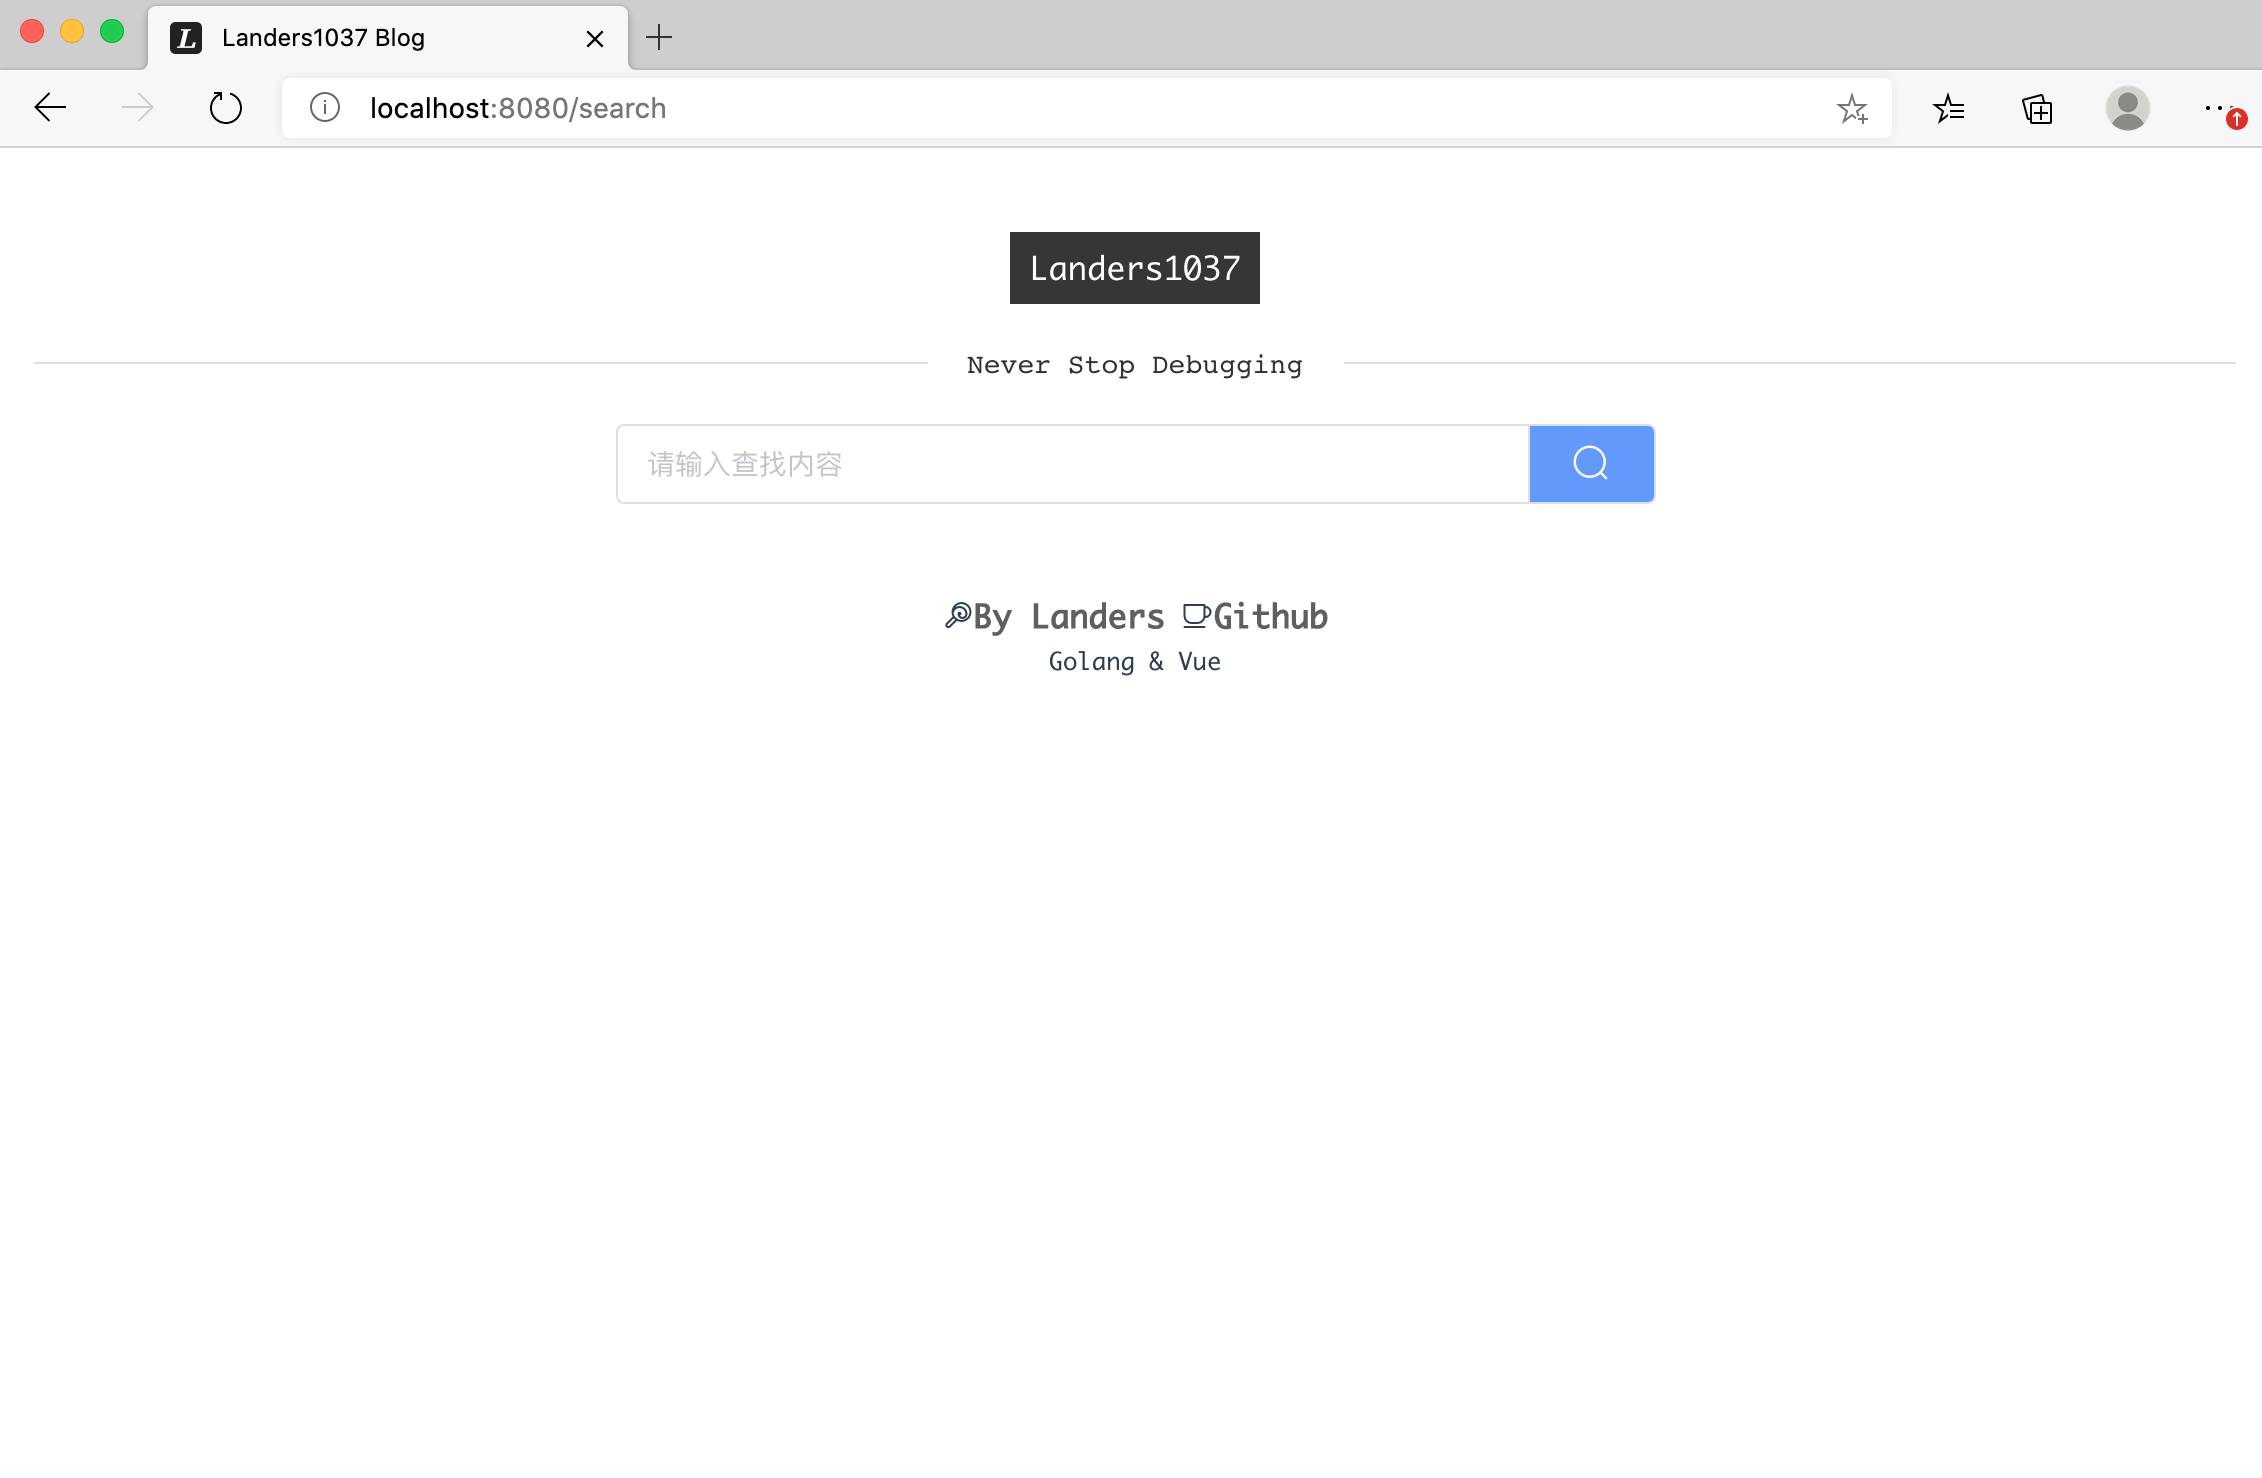 Landers1037 Blog
localhost:8080/search
Landers1037
Never Stop Debugging
请输入查找内容
By Landers Github
Golang & Vue